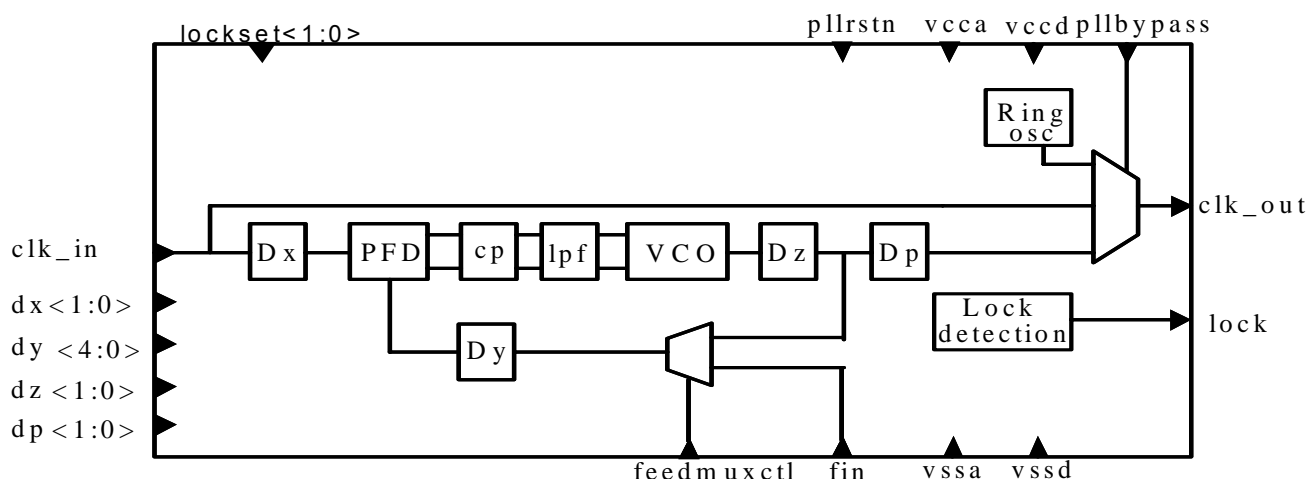 lockset<1:0>
pllrstn
vcca
vccd
pllbypass
Ring
osc
clk_out
clk_in
Dx
PFD
cp
lpf
VCO
Dz
Dp
dx<1:0>
Lock
detection
lock
dy <4:0>
Dy
dz<1:0>
dp<1:0>
feedmuxctl
fin
vssa
vssd